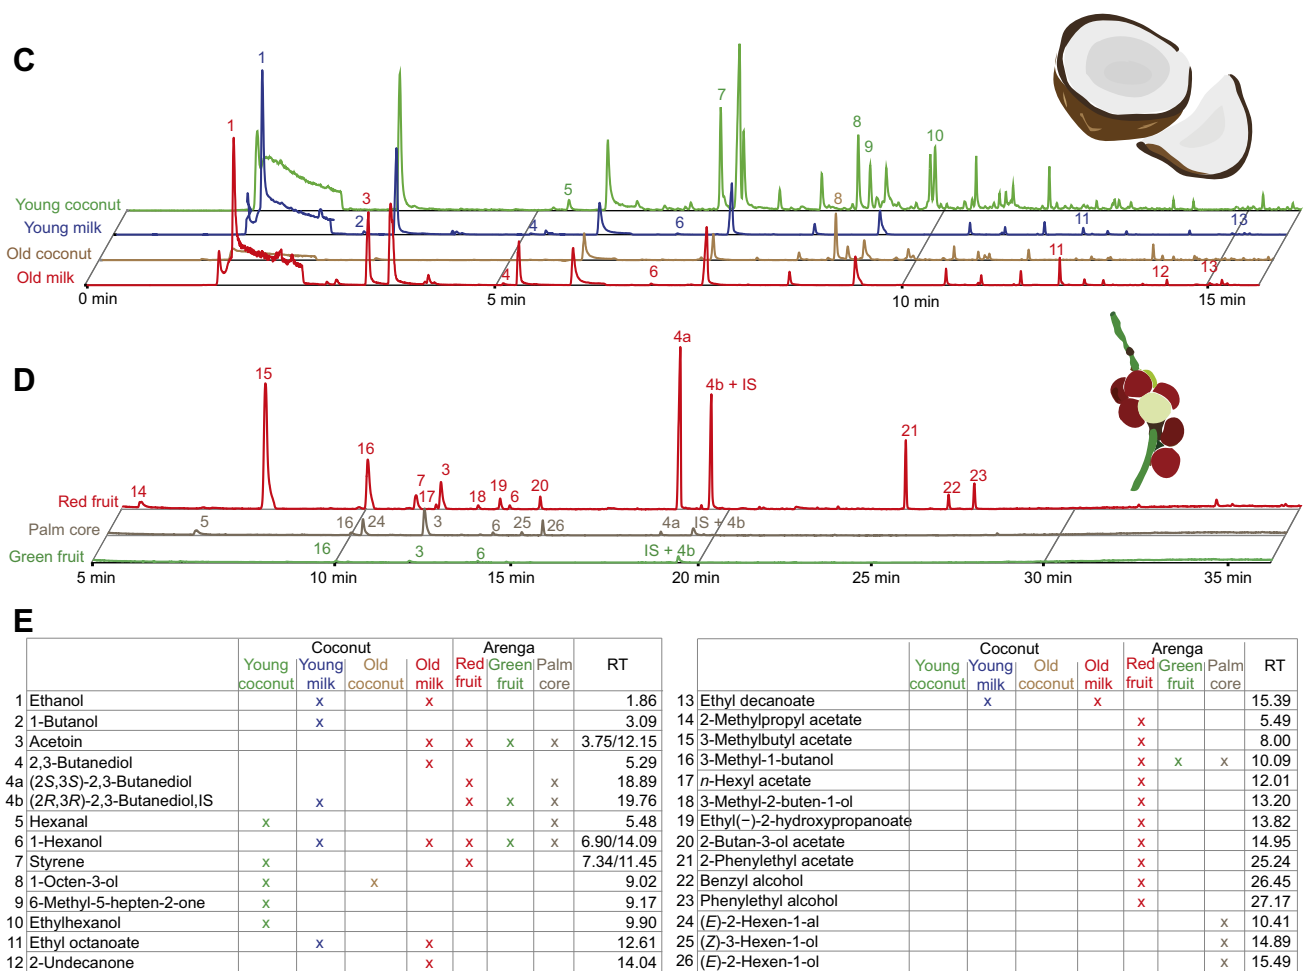 C
1
1
7
8
9
10
5
3
2
4
6
8
11
13
4
6
11
12
13
Young coconut
Young milk
Old coconut
Old milk
0 min 5 min 10 min 15 min
D
4a
4b + IS
15
16
14
7
17
3
18
19
6
20
21
22
23
Red fruit
5
16
24
3
6
25
26
4a
IS + 4b
Palm core
16
3
6
IS + 4b
Green fruit
5 min 10 min 15 min 20 min 25 min 30 min 35 min
E
Coconut Arenga
Young coconut Young milk Old coconut Old milk Red fruit Green fruit Palm core RT
1 Ethanol x x 1.86
2 1-Butanol x 3.09
3 Acetoin x x x x 3.75/12.15
4 2,3-Butanediol x 5.29
4a (2S,3S)-2,3-Butanediol x x 18.89
4b (2R,3R)-2,3-Butanediol,IS x x x x 19.76
5 Hexanal x x 5.48
6 1-Hexanol x x x x x 6.90/14.09
7 Styrene x x 7.34/11.45
8 1-Octen-3-ol x x 9.02
9 6-Methyl-5-hepten-2-one x 9.17
10 Ethylhexanol x 9.90
11 Ethyl octanoate x x 12.61
12 2-Undecanone x 14.04
Coconut Arenga
Young coconut Young milk Old coconut Old milk Red fruit Green fruit Palm core RT
13 Ethyl decanoate x x 15.39
14 2-Methylpropyl acetate x 5.49
15 3-Methylbutyl acetate x 8.00
16 3-Methyl-1-butanol x x x 10.09
17 n-Hexyl acetate x 12.01
18 3-Methyl-2-buten-1-ol x 13.20
19 Ethyl(−)-2-hydroxypropanoate x 13.82
20 2-Butan-3-ol acetate x 14.95
21 2-Phenylethyl acetate x 25.24
22 Benzyl alcohol x 26.45
23 Phenylethyl alcohol x 27.17
24 (E)-2-Hexen-1-al x 10.41
25 (Z)-3-Hexen-1-ol x 14.89
26 (E)-2-Hexen-1-ol x 15.49